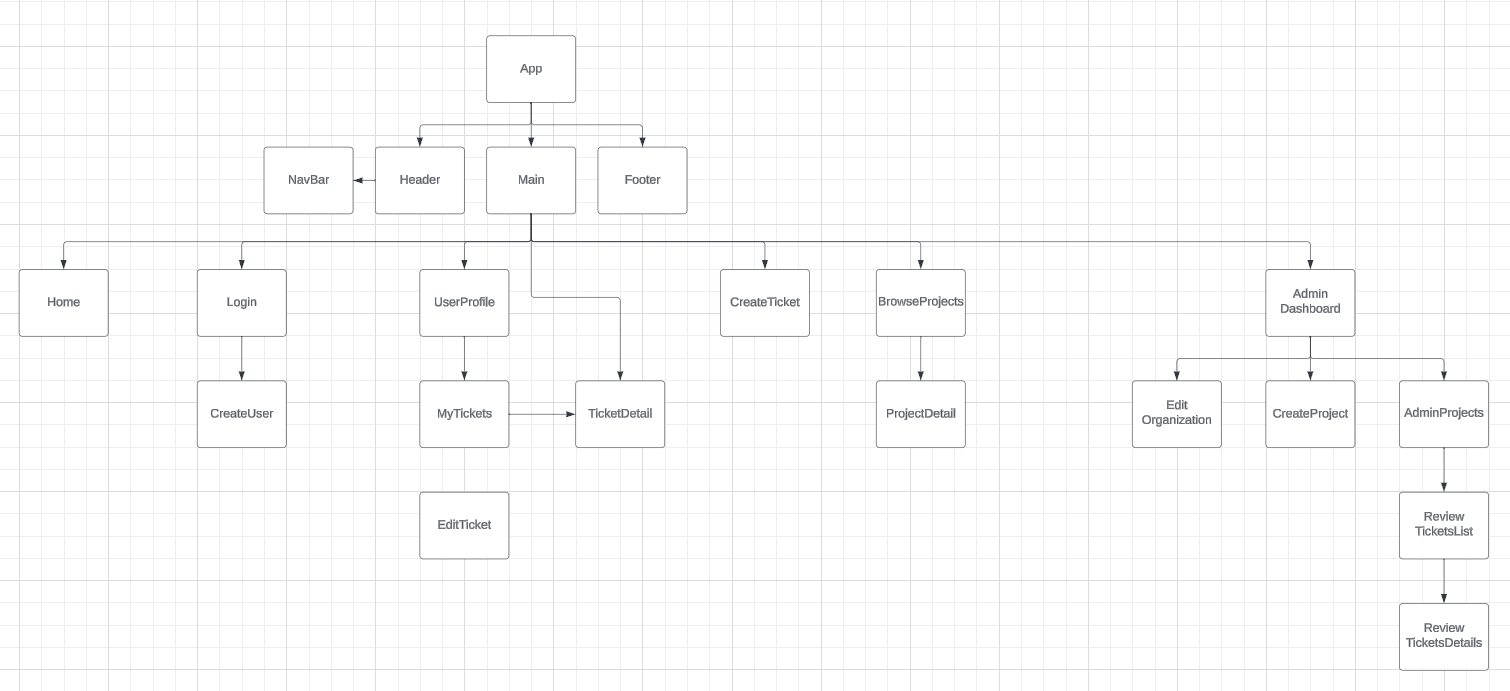 App
NavBar
Header
Main
Footer
Home
Login
UserProfile
CreateTicket
BrowseProjects
Admin
Dashboard
CreateUser
MyTickets
TicketDetail
ProjectDetail
Edit
Organization
CreateProject
AdminProjects
EditTicket
Review
TicketsList
Review
TicketsDetails